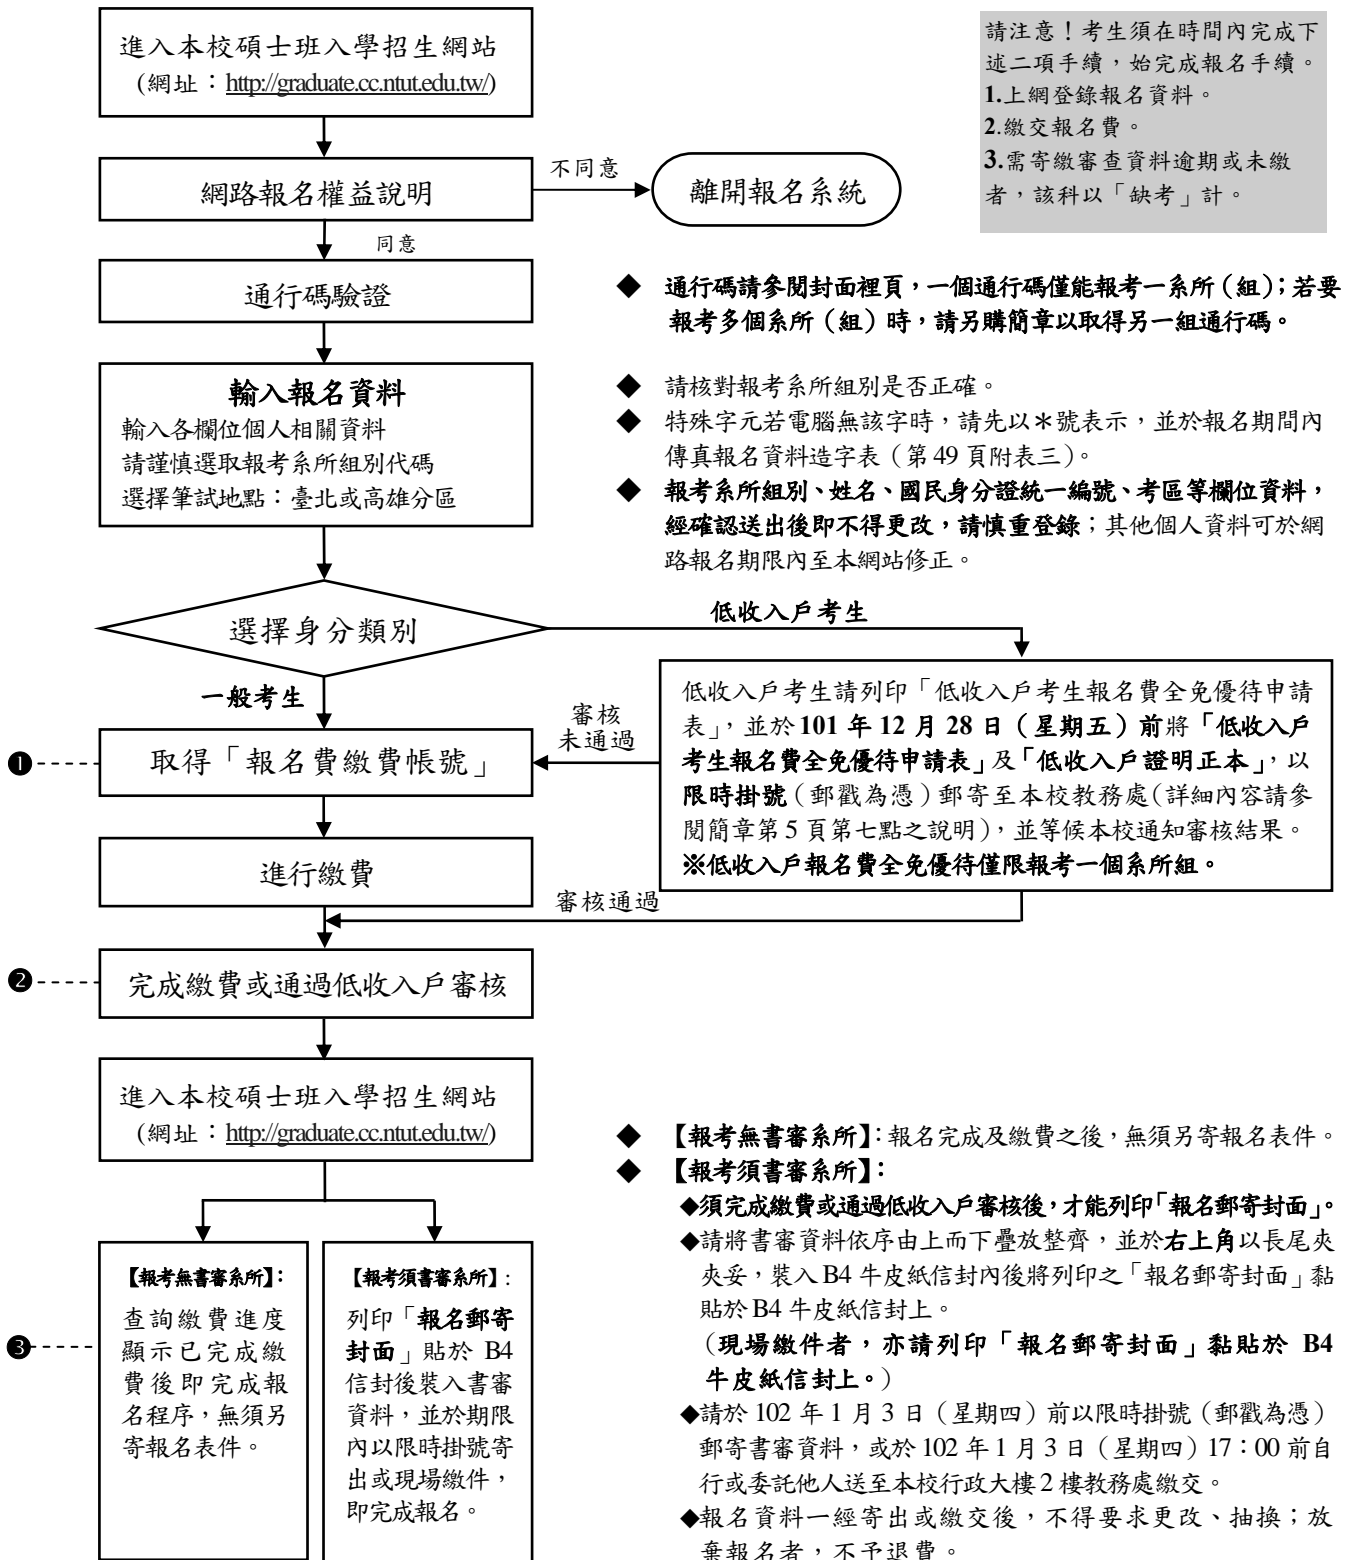 進入本校碩士班入學招生網站
(網址：http://graduate.cc.ntut.edu.tw/)
請注意！考生須在時間內完成下
述二項手續，始完成報名手續。
1.上網登錄報名資料。
2.繳交報名費。
3.需寄繳審查資料逾期或未繳
者，該科以「缺考」計。
網路報名權益說明
不同意
離開報名系統
同意
通行碼驗證
◆ 通行碼請參閱封面裡頁，一個通行碼僅能報考一系所（組）；若要
報考多個系所（組）時，請另購簡章以取得另一組通行碼。
輸入報名資料
輸入各欄位個人相關資料
請謹慎選取報考系所組別代碼
選擇筆試地點：臺北或高雄分區
◆ 請核對報考系所組別是否正確。
◆ 特殊字元若電腦無該字時，請先以＊號表示，並於報名期間內
傳真報名資料造字表（第 49 頁附表三）。
◆ 報考系所組別、姓名、國民身分證統一編號、考區等欄位資料，
經確認送出後即不得更改，請慎重登錄；其他個人資料可於網
路報名期限內至本網站修正。
選擇身分類別
低收入戶考生
一般考生
低收入戶考生請列印「低收入戶考生報名費全免優待申請
表」，並於 101 年 12 月 28 日（星期五）前將「低收入戶
考生報名費全免優待申請表」及「低收入戶證明正本」，以
限時掛號（郵戳為憑）郵寄至本校教務處（詳細內容請參
閱簡章第 5 頁第七點之說明），並等候本校通知審核結果。
※低收入戶報名費全免優待僅限報考一個系所組。
審核
未通過
❶
取得「報名費繳費帳號」
進行繳費
審核通過
❷
完成繳費或通過低收入戶審核
進入本校碩士班入學招生網站
(網址：http://graduate.cc.ntut.edu.tw/)
❸
【報考無書審系所】：
查詢繳費進度
顯示已完成繳
費後即完成報
名程序，無須另
寄報名表件。
【報考須書審系所】：
列印「報名郵寄
封面」貼於 B4
信封後裝入書審
資料，並於期限
內以限時掛號寄
出或現場繳件，
即完成報名。
◆ 【報考無書審系所】：報名完成及繳費之後，無須另寄報名表件。
◆ 【報考須書審系所】：
◆須完成繳費或通過低收入戶審核後，才能列印「報名郵寄封面」。
◆請將書審資料依序由上而下疊放整齊，並於右上角以長尾夾
夾妥，裝入 B4 牛皮紙信封內後將列印之「報名郵寄封面」黏
貼於 B4 牛皮紙信封上。
（現場繳件者，亦請列印「報名郵寄封面」黏貼於 B4
牛皮紙信封上。）
◆請於 102 年 1 月 3 日（星期四）前以限時掛號（郵戳為憑）
郵寄書審資料，或於 102 年 1 月 3 日（星期四）17：00 前自
行或委託他人送至本校行政大樓 2 樓教務處繳交。
◆報名資料一經寄出或繳交後，不得要求更改、抽換；放
棄報名者，不予退費。